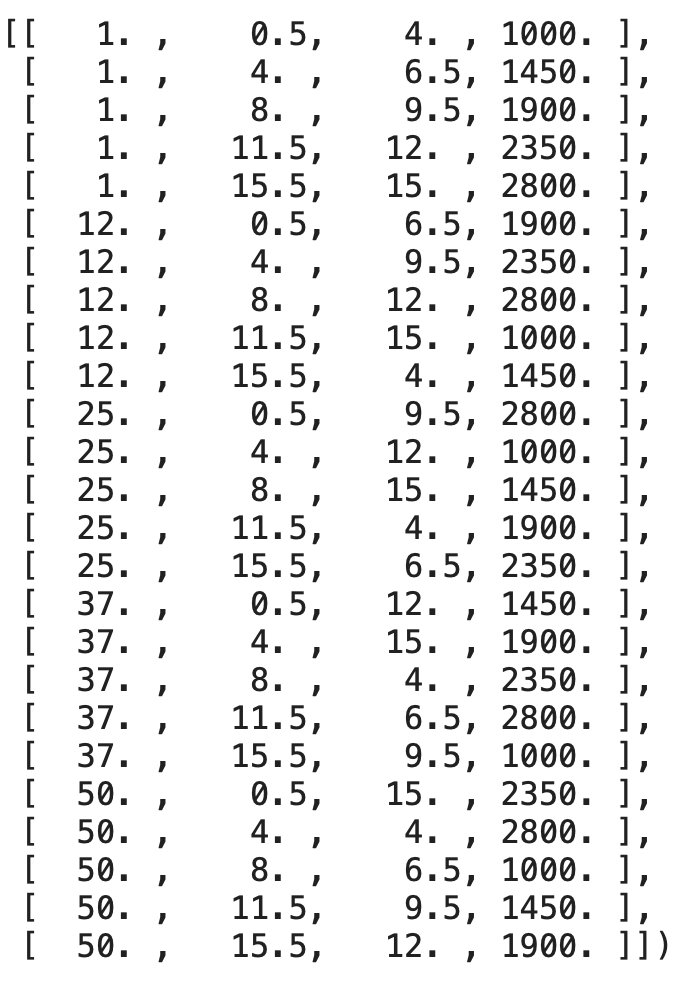 [[   1. ,    0.5,    4. , 1000. ],
 [   1. ,    4. ,    6.5, 1450. ],
 [   1. ,    8. ,    9.5, 1900. ],
 [   1. ,   11.5,   12. , 2350. ],
 [   1. ,   15.5,   15. , 2800. ],
 [  12. ,    0.5,    6.5, 1900. ],
 [  12. ,    4. ,    9.5, 2350. ],
 [  12. ,    8. ,   12. , 2800. ],
 [  12. ,   11.5,   15. , 1000. ],
 [  12. ,   15.5,    4. , 1450. ],
 [  25. ,    0.5,    9.5, 2800. ],
 [  25. ,    4. ,   12. , 1000. ],
 [  25. ,    8. ,   15. , 1450. ],
 [  25. ,   11.5,    4. , 1900. ],
 [  25. ,   15.5,    6.5, 2350. ],
 [  37. ,    0.5,   12. , 1450. ],
 [  37. ,    4. ,   15. , 1900. ],
 [  37. ,    8. ,    4. , 2350. ],
 [  37. ,   11.5,    6.5, 2800. ],
 [  37. ,   15.5,    9.5, 1000. ],
 [  50. ,    0.5,   15. , 2350. ],
 [  50. ,    4. ,    4. , 2800. ],
 [  50. ,    8. ,    6.5, 1000. ],
 [  50. ,   11.5,    9.5, 1450. ],
 [  50. ,   15.5,   12. , 1900. ]])